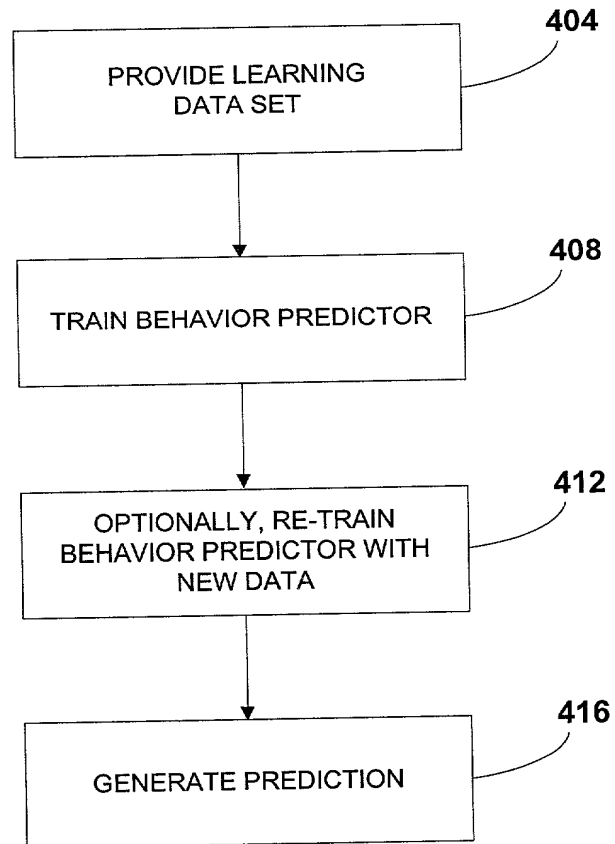 404
PROVIDE LEARNING
DATA SET
408
TRAIN BEHAVIOR PREDICTOR
412
OPTIONALLY, RE-TRAIN
BEHAVIOR PREDICTOR WITH
NEW DATA
416
GENERATE PREDICTION